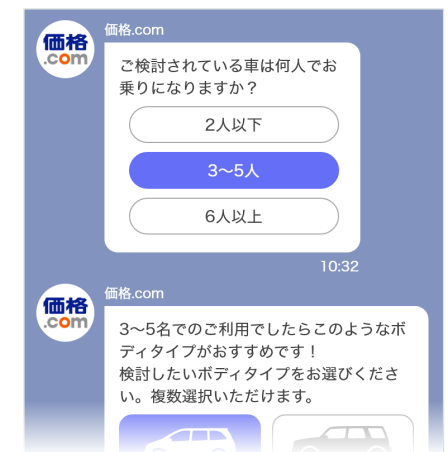 価格.com
価格
.com
ご検討されている車は何人でお
乗りになりますか？
2人以下
3〜5人
6人以上
10:32
価格.com
価格
.com
3〜5名でのご利用でしたらこのようなボ
ディタイプがおすすめです！
検討したいボディタイプをお選びくださ
い。複数選択いただけます。